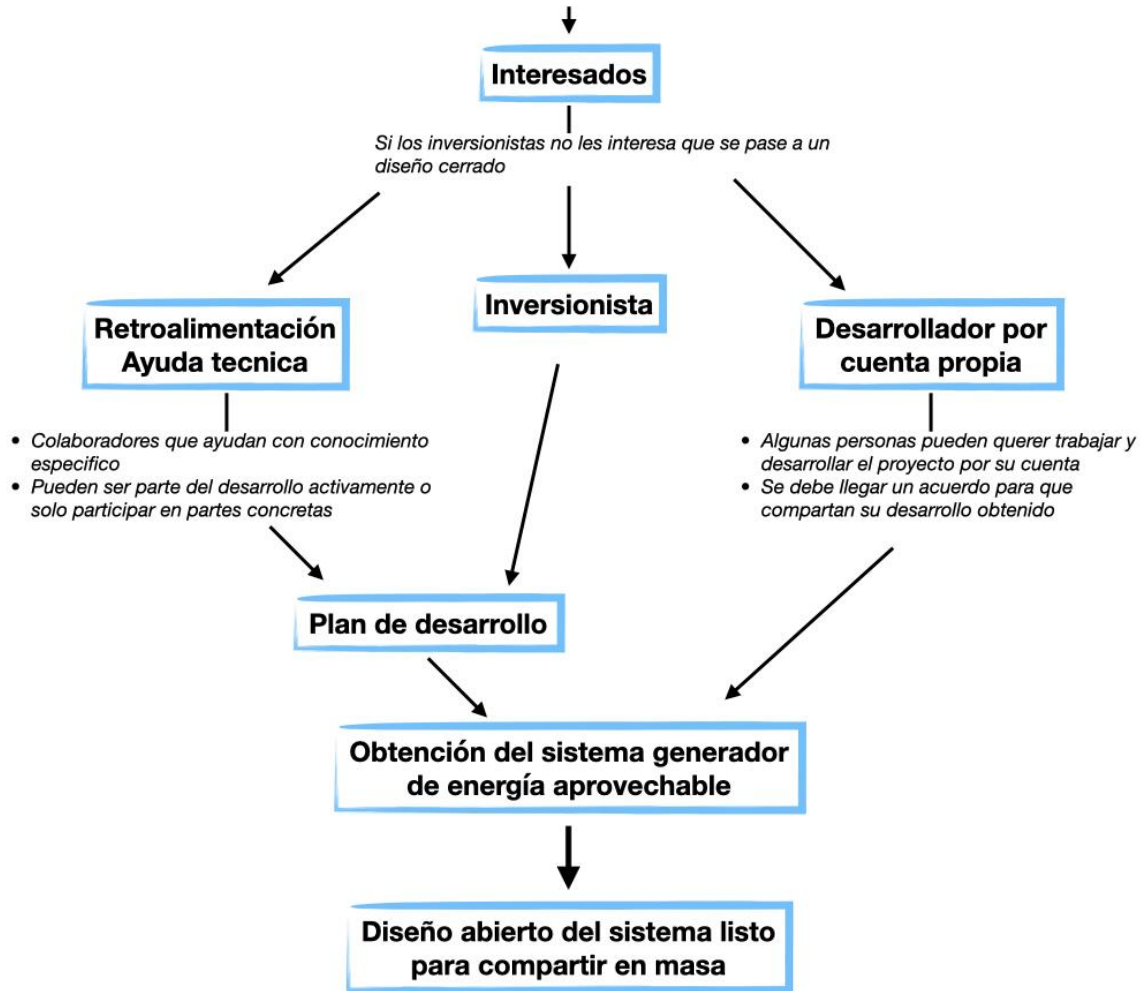 Interesados
Si los inversionistas no les interesa que se pase a un
diseño cerrado
Retroalimentación
Ayuda tecnica
Inversionista
Desarrollador por
cuenta propia
• Colaboradores que ayudan con conocimiento
especifico
• Pueden ser parte del desarrollo activamente o
solo participar en partes concretas
• Algunas personas pueden querer trabajar y
desarrollar el proyecto por su cuenta
• Se debe llegar un acuerdo para que
compartan su desarrollo obtenido
Plan de desarrollo
Obtención del sistema generador
de energía aprovechable
Diseño abierto del sistema listo
para compartir en masa